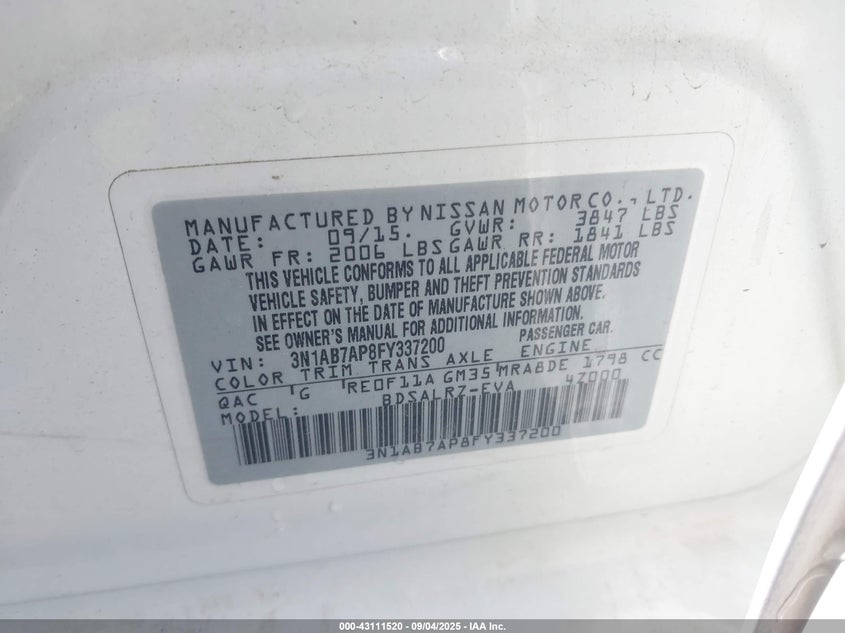 MANUFACTURED BY NISSAN MOTOR CO., LTD.
DATE: 09/15. GVWR: 3847 LBS
GAWR FR: 2006 LBS GAWR RR: 1841 LBS
THIS VEHICLE CONFORMS TO ALL APPLICABLE FEDERAL MOTOR
VEHICLE SAFETY, BUMPER AND THEFT PREVENTION STANDARDS
IN EFFECT ON THE DATE OF MANUFACTURE SHOWN ABOVE.
SEE OWNER'S MANUAL FOR ADDITIONAL INFORMATION.
VIN: 3N1AB7AP8FY337200 PASSENGER CAR.
COLOR TRIM TRANS AXLE ENGINE
QAC G RE0F11A GM35 MRA8DE 1798 CC
MODEL: BDSALRZ-EVA 4Z000
3N1AB7AP8FY337200
000-43111520 - 09/04/2025 - IAA Inc.